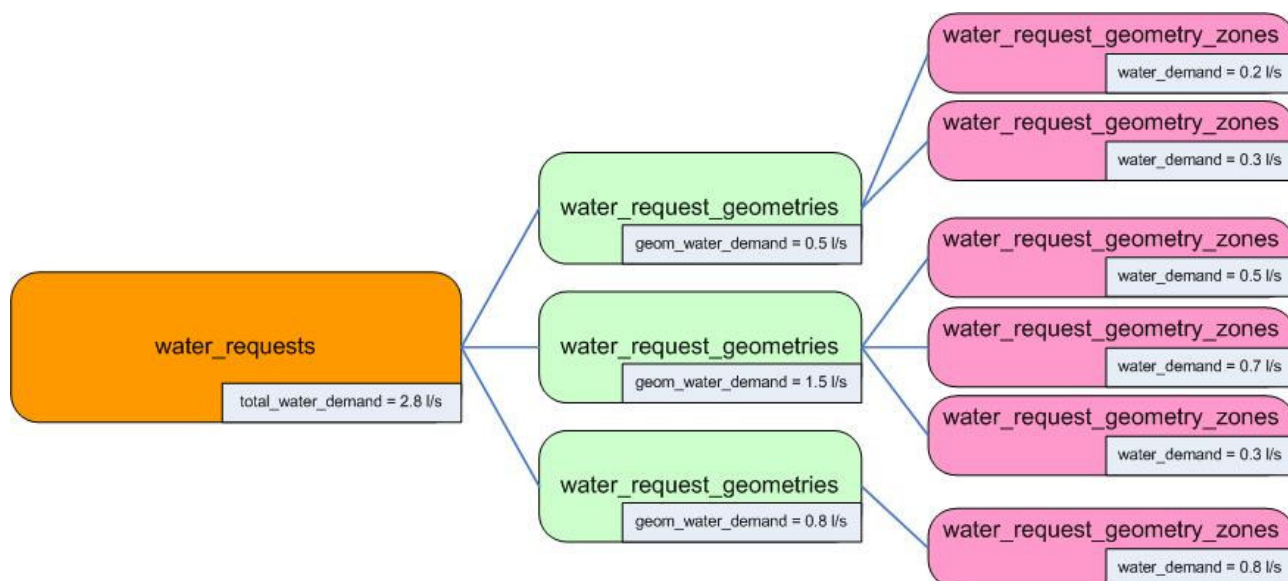 water_requests
total_water_demand = 2.8 l/s
water_request_geometries
geom_water_demand = 0.5 l/s
water_request_geometries
geom_water_demand = 1.5 l/s
water_request_geometries
geom_water_demand = 0.8 l/s
water_request_geometry_zones
water_demand = 0.2 l/s
water_request_geometry_zones
water_demand = 0.3 l/s
water_request_geometry_zones
water_demand = 0.5 l/s
water_request_geometry_zones
water_demand = 0.7 l/s
water_request_geometry_zones
water_demand = 0.3 l/s
water_request_geometry_zones
water_demand = 0.8 l/s